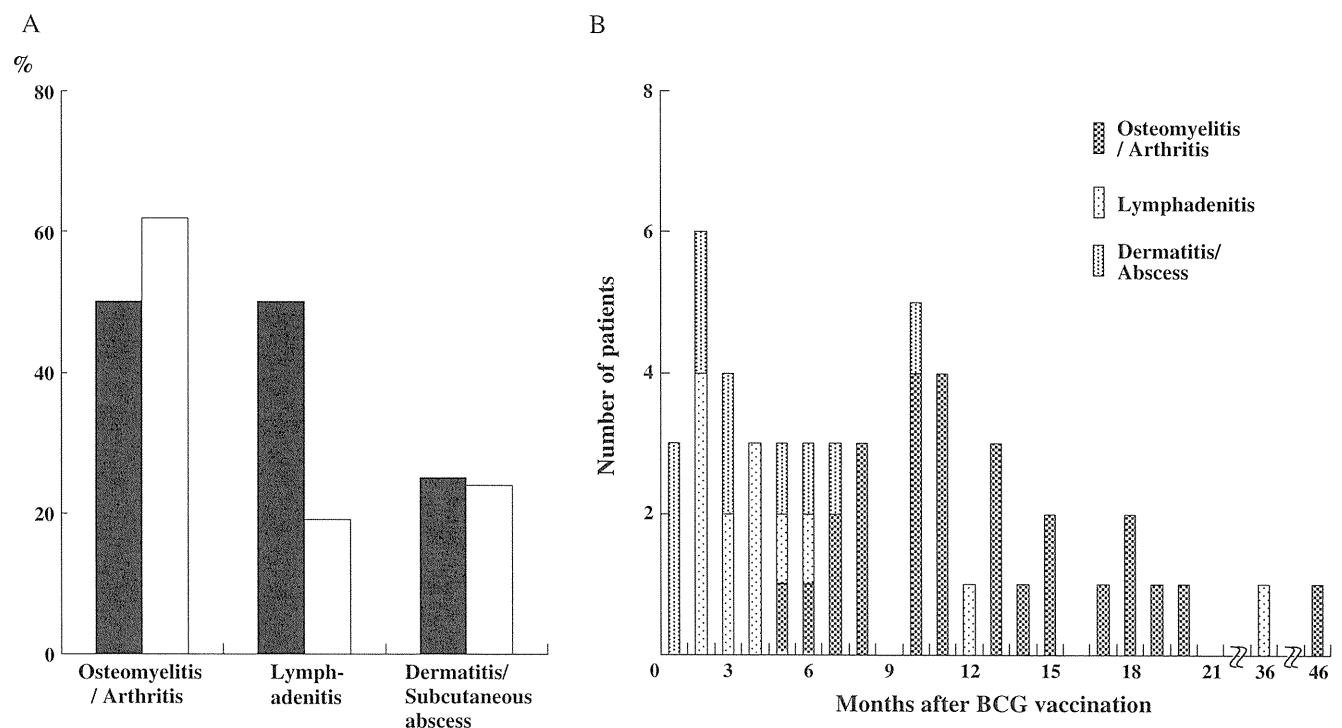 A
%
80
60
40
20
0
Osteomyelitis
/ Arthritis
Lymph-
adenitis
Dermatitis/
Subcutaneous
abscess
B
8
6
4
2
Number of patients
Osteomyelitis
/ Arthritis
Lymphadenitis
Dermatitis/
Abscess
0 3 6 9 12 15 18 21 36 46
Months after BCG vaccination